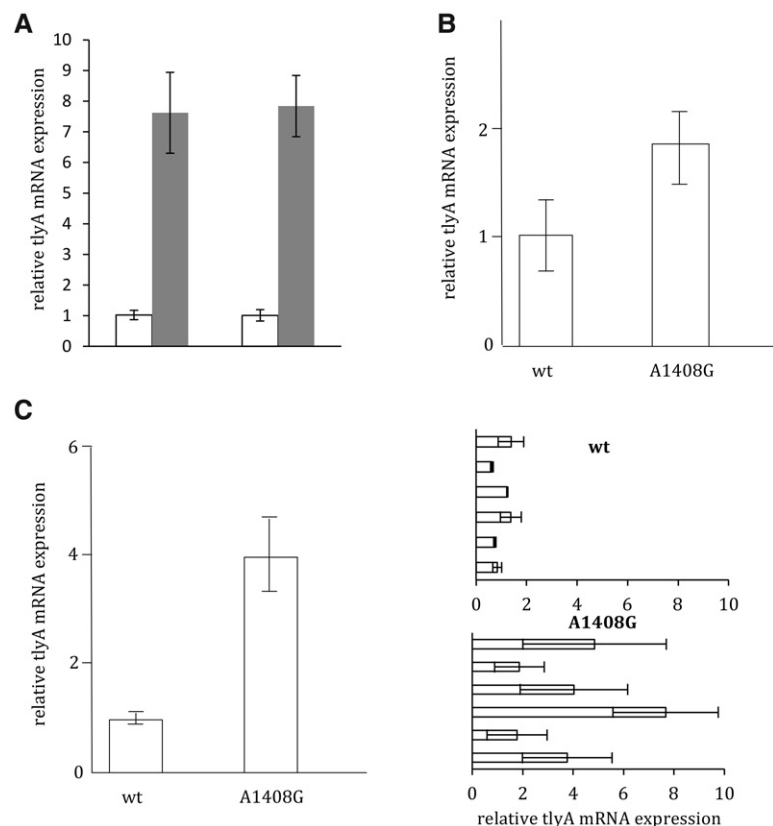 A
relative tlyA mRNA expression
10
9
8
7
6
5
4
3
2
1
0
B
relative tlyA mRNA expression
2
1
0
wt
A1408G
C
relative tlyA mRNA expression
6
4
2
0
wt
A1408G
wt
0 2 4 6 8 10
A1408G
0 2 4 6 8 10
relative tlyA mRNA expression